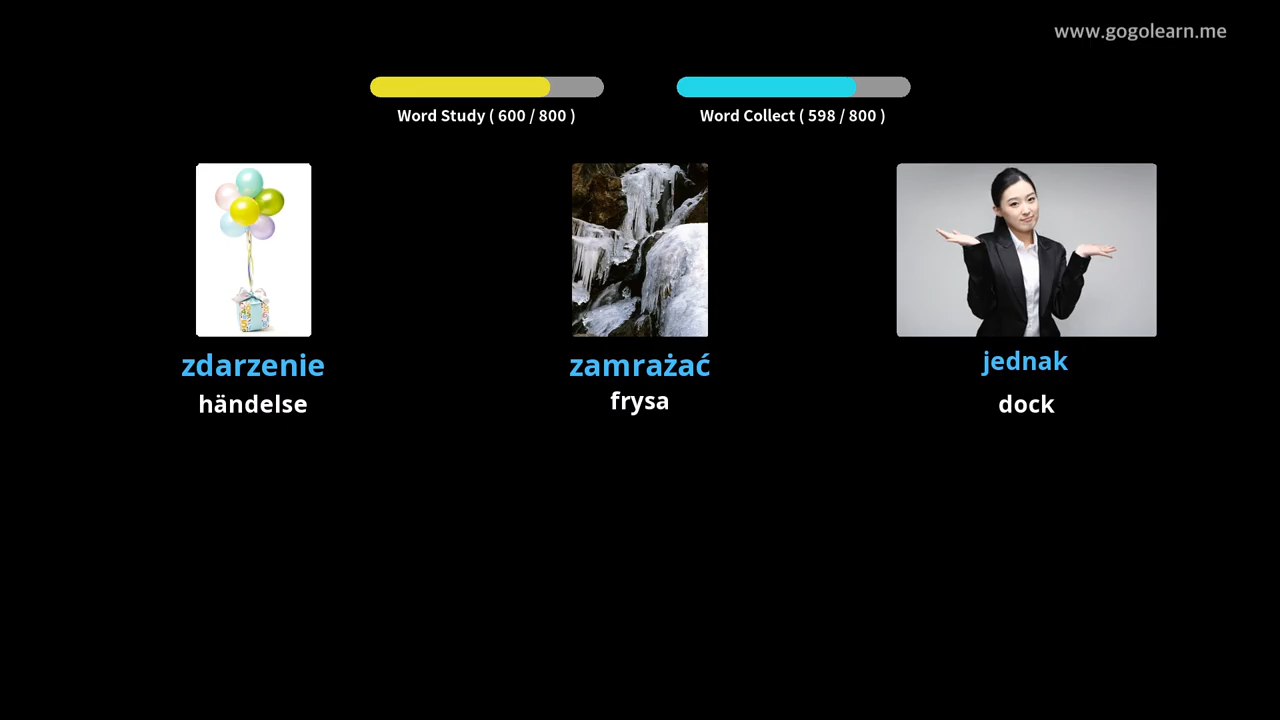 www.gogolearn.me
Word Study ( 600 / 800 )
Word Collect ( 598 / 800 )
zdarzenie
händelse
zamrażać
frysa
jednak
dock